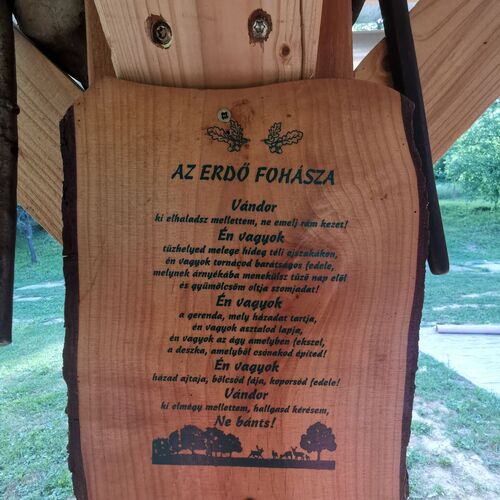 AZ ERDŐ FOHÁSZA
Vándor
ki elhaladsz mellettem, ne emelj rám kezet!
Én vagyok
tűzhelyed melege hideg téli éjszakákon,
én vagyok tornácod barátságos fedele,
melynek árnyékába menekülsz tűző nap elől
és gyümölcsöm oltja szomjadat!
Én vagyok
a gerenda, mely házadat tartja,
én vagyok asztalod lapja,
én vagyok az ágy amelyben fekszel,
a deszka, amelyből csónakod építed!
Én vagyok
házad ajtaja, bölcsőd fája, koporsód fedele!
Vándor
ki elmégy mellettem, hallgasd kérésem,
Ne bánts!